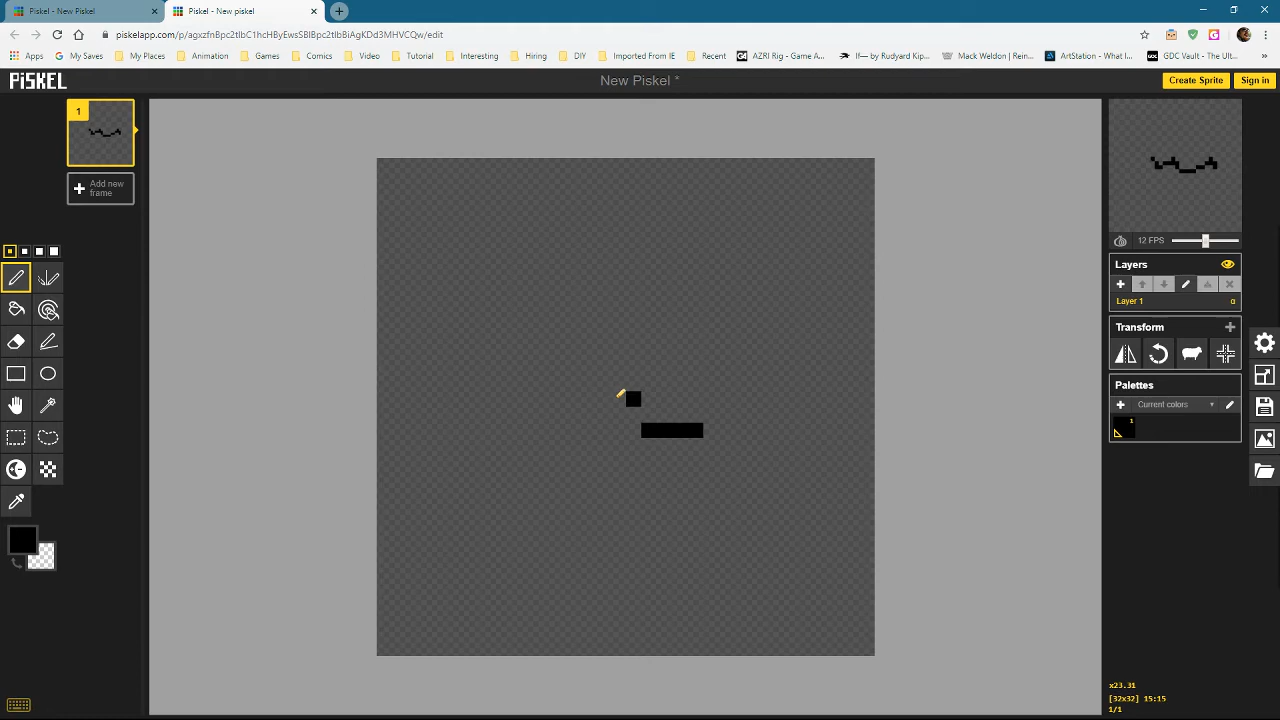 Piskel - New Piskel
Piskel - New piskel
piskelapp.com/p/agxzfnBpc2tlbC1hcHByEwsSBlBpc2tlbBiAgKDd3MHVCQw/edit
Apps My Saves My Places Animation Games Comics Video Tutorial Interesting Hiring DIY Imported From IE Recent AZRI Rig - Game A... If— by Rudyard Kip... Mack Weldon | Rein... ArtStation - What I... GDC Vault - The Ult... »
PiSKEL
New Piskel *
Create Sprite
Sign in
1
Add new
frame
12 FPS
Layers
Layer 1
α
Transform
Palettes
Current colors
1
x23.31
[32x32] 15:15
1/1